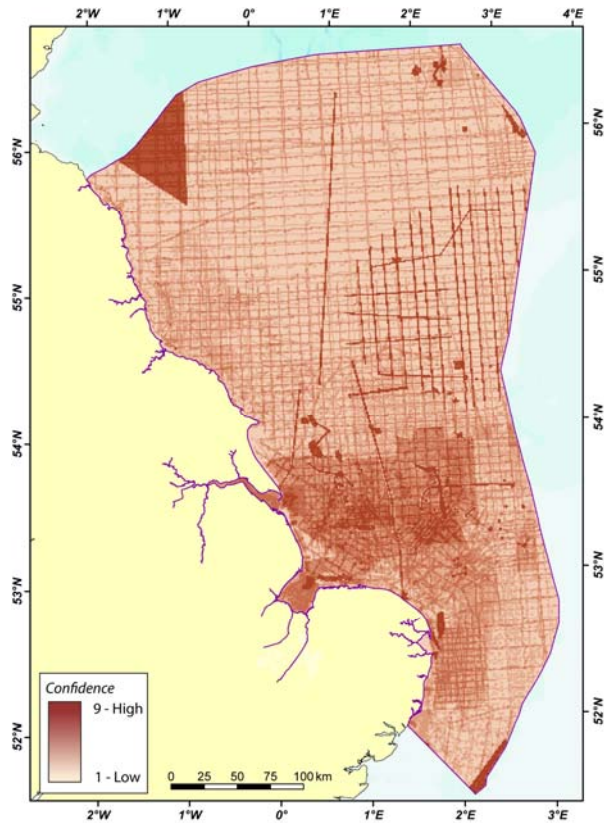 2°W 1°W 0° 1°E 2°E 3°E 4°E
56°N 56°N
55°N 55°N
54°N 54°N
53°N 53°N
52°N 52°N
Confidence
9 - High
1 - Low
0 25 50 75 100 km
2°W 1°W 0° 1°E 2°E 3°E